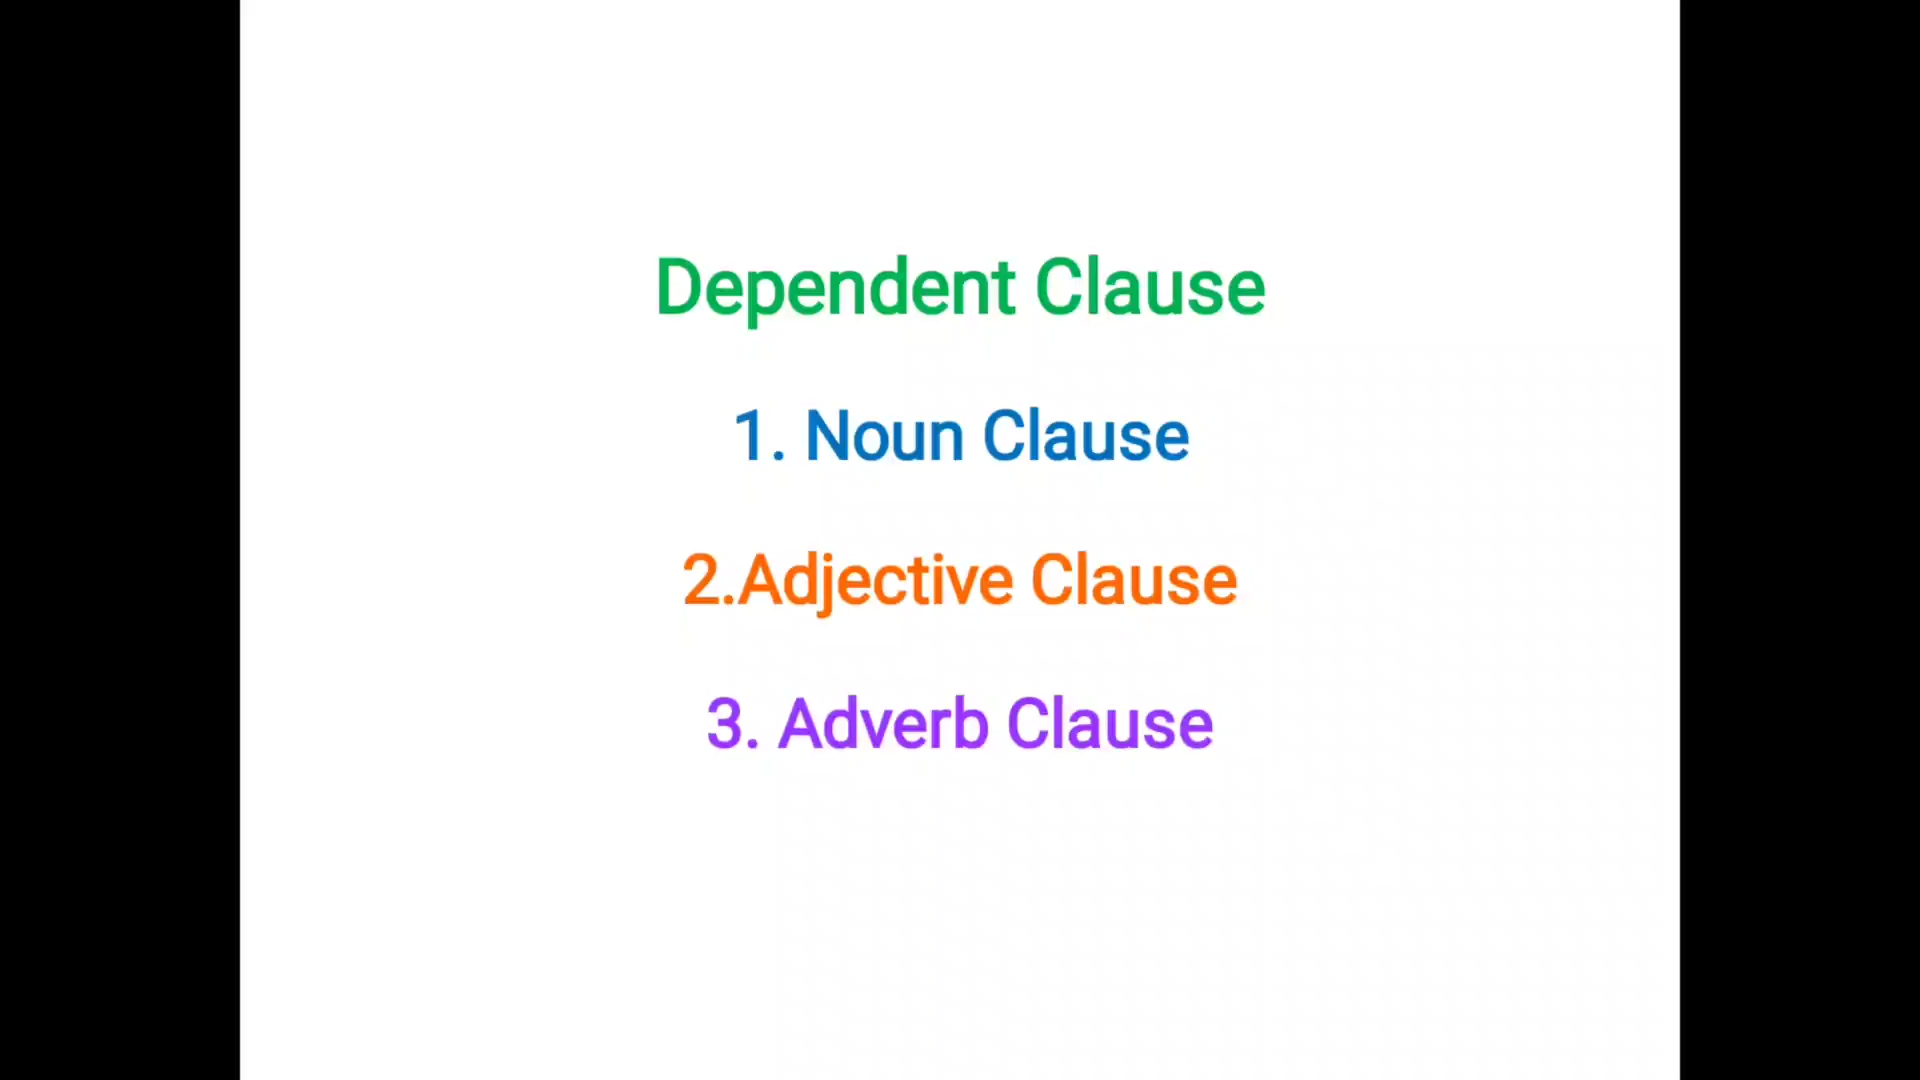 Dependent Clause
1. Noun Clause
2.Adjective Clause
3. Adverb Clause